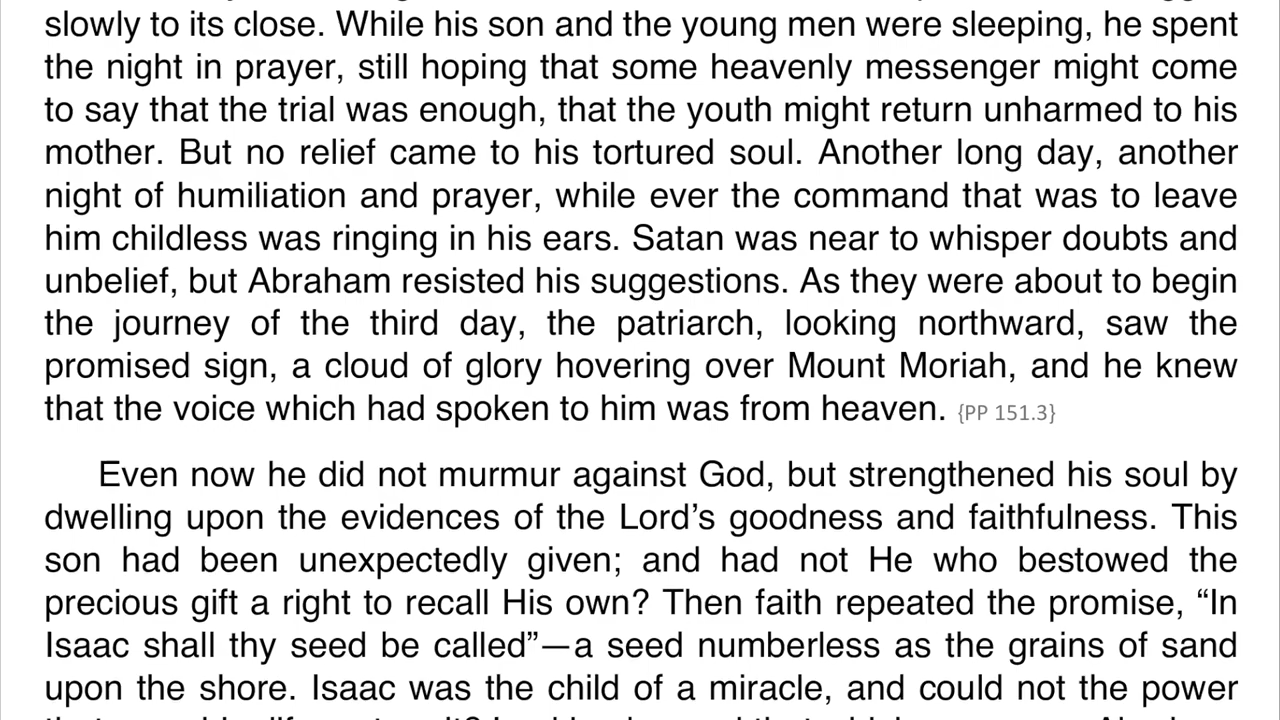 slowly to its close. While his son and the young men were sleeping, he spent
the night in prayer, still hoping that some heavenly messenger might come
to say that the trial was enough, that the youth might return unharmed to his
mother. But no relief came to his tortured soul. Another long day, another
night of humiliation and prayer, while ever the command that was to leave
him childless was ringing in his ears. Satan was near to whisper doubts and
unbelief, but Abraham resisted his suggestions. As they were about to begin
the journey of the third day, the patriarch, looking northward, saw the
promised sign, a cloud of glory hovering over Mount Moriah, and he knew
that the voice which had spoken to him was from heaven. {PP 151.3}
Even now he did not murmur against God, but strengthened his soul by
dwelling upon the evidences of the Lord’s goodness and faithfulness. This
son had been unexpectedly given; and had not He who bestowed the
precious gift a right to recall His own? Then faith repeated the promise, “In
Isaac shall thy seed be called”—a seed numberless as the grains of sand
upon the shore. Isaac was the child of a miracle, and could not the power